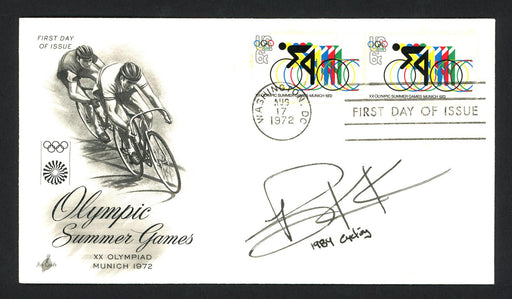 FIRST DAY
OF ISSUE
US
6c
US
6c
XX OLYMPIC SUMMER GAMES MUNICH 1972
XX OLYMPIC SUMMER GAMES MUNICH 1972
WASHINGTON, DC
AUG
17
1972
FIRST DAY OF ISSUE
Olympic
Summer Games
XX OLYMPIAD
MUNICH 1972
ArtCraft
1984 Cycling